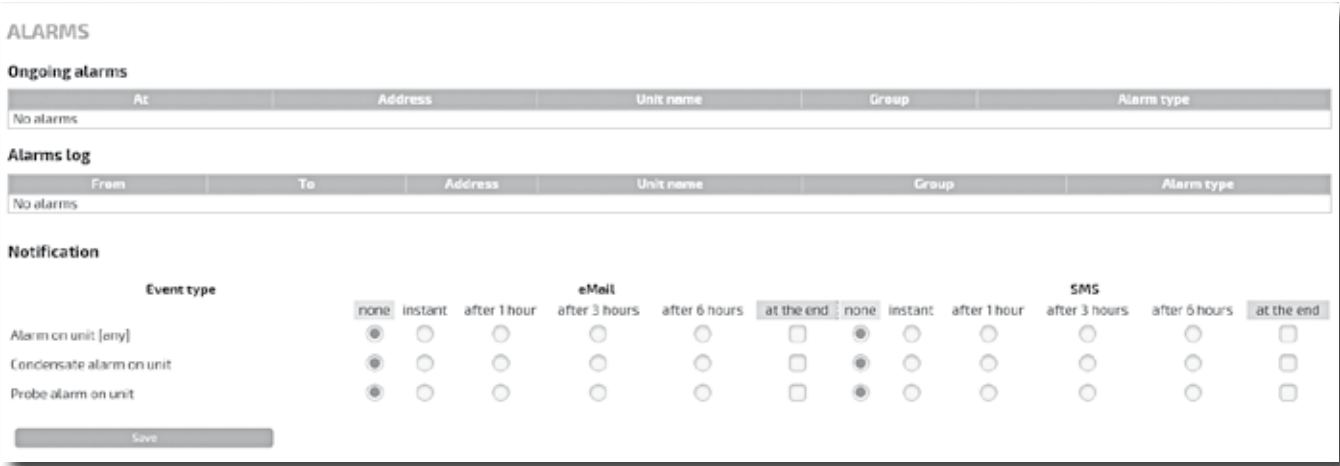 ALARMS
Ongoing alarms
At Address Unit name Group Alarm type
No alarms
Alarms log
From To Address Unit name Group Alarm type
No alarms
Notification
Event type eMail SMS
none instant after 1 hour after 3 hours after 6 hours at the end none instant after 1 hour after 3 hours after 6 hours at the end
Alarm on unit [any]
Condensate alarm on unit
Probe alarm on unit
Save